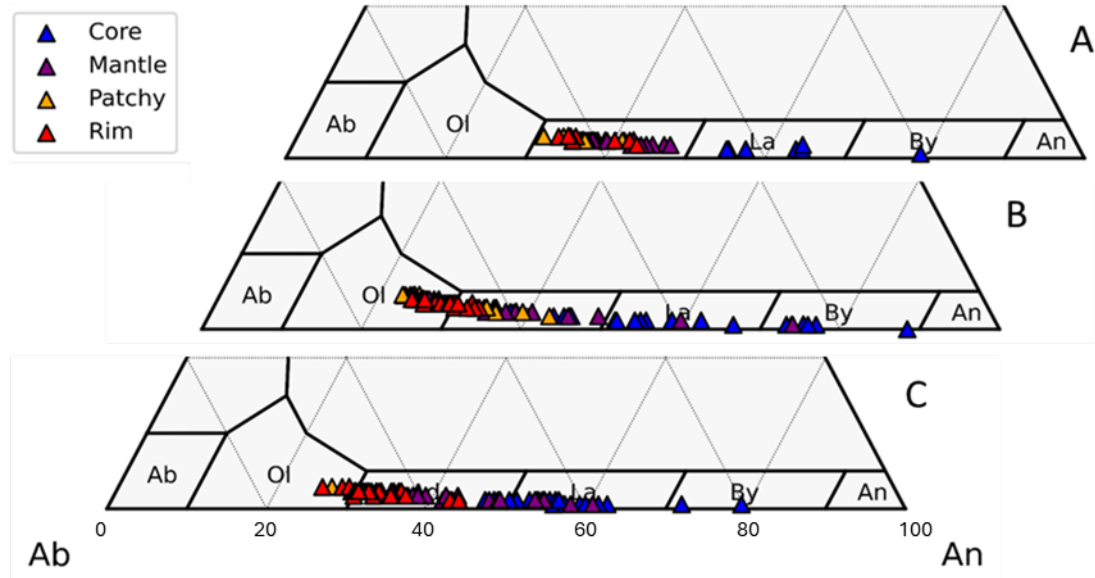 Core
Mantle
Patchy
Rim
A
Ab Ol La By An
B
Ab Ol La By An
C
Ab Ol d La By An
0 20 40 60 80 100
Ab An